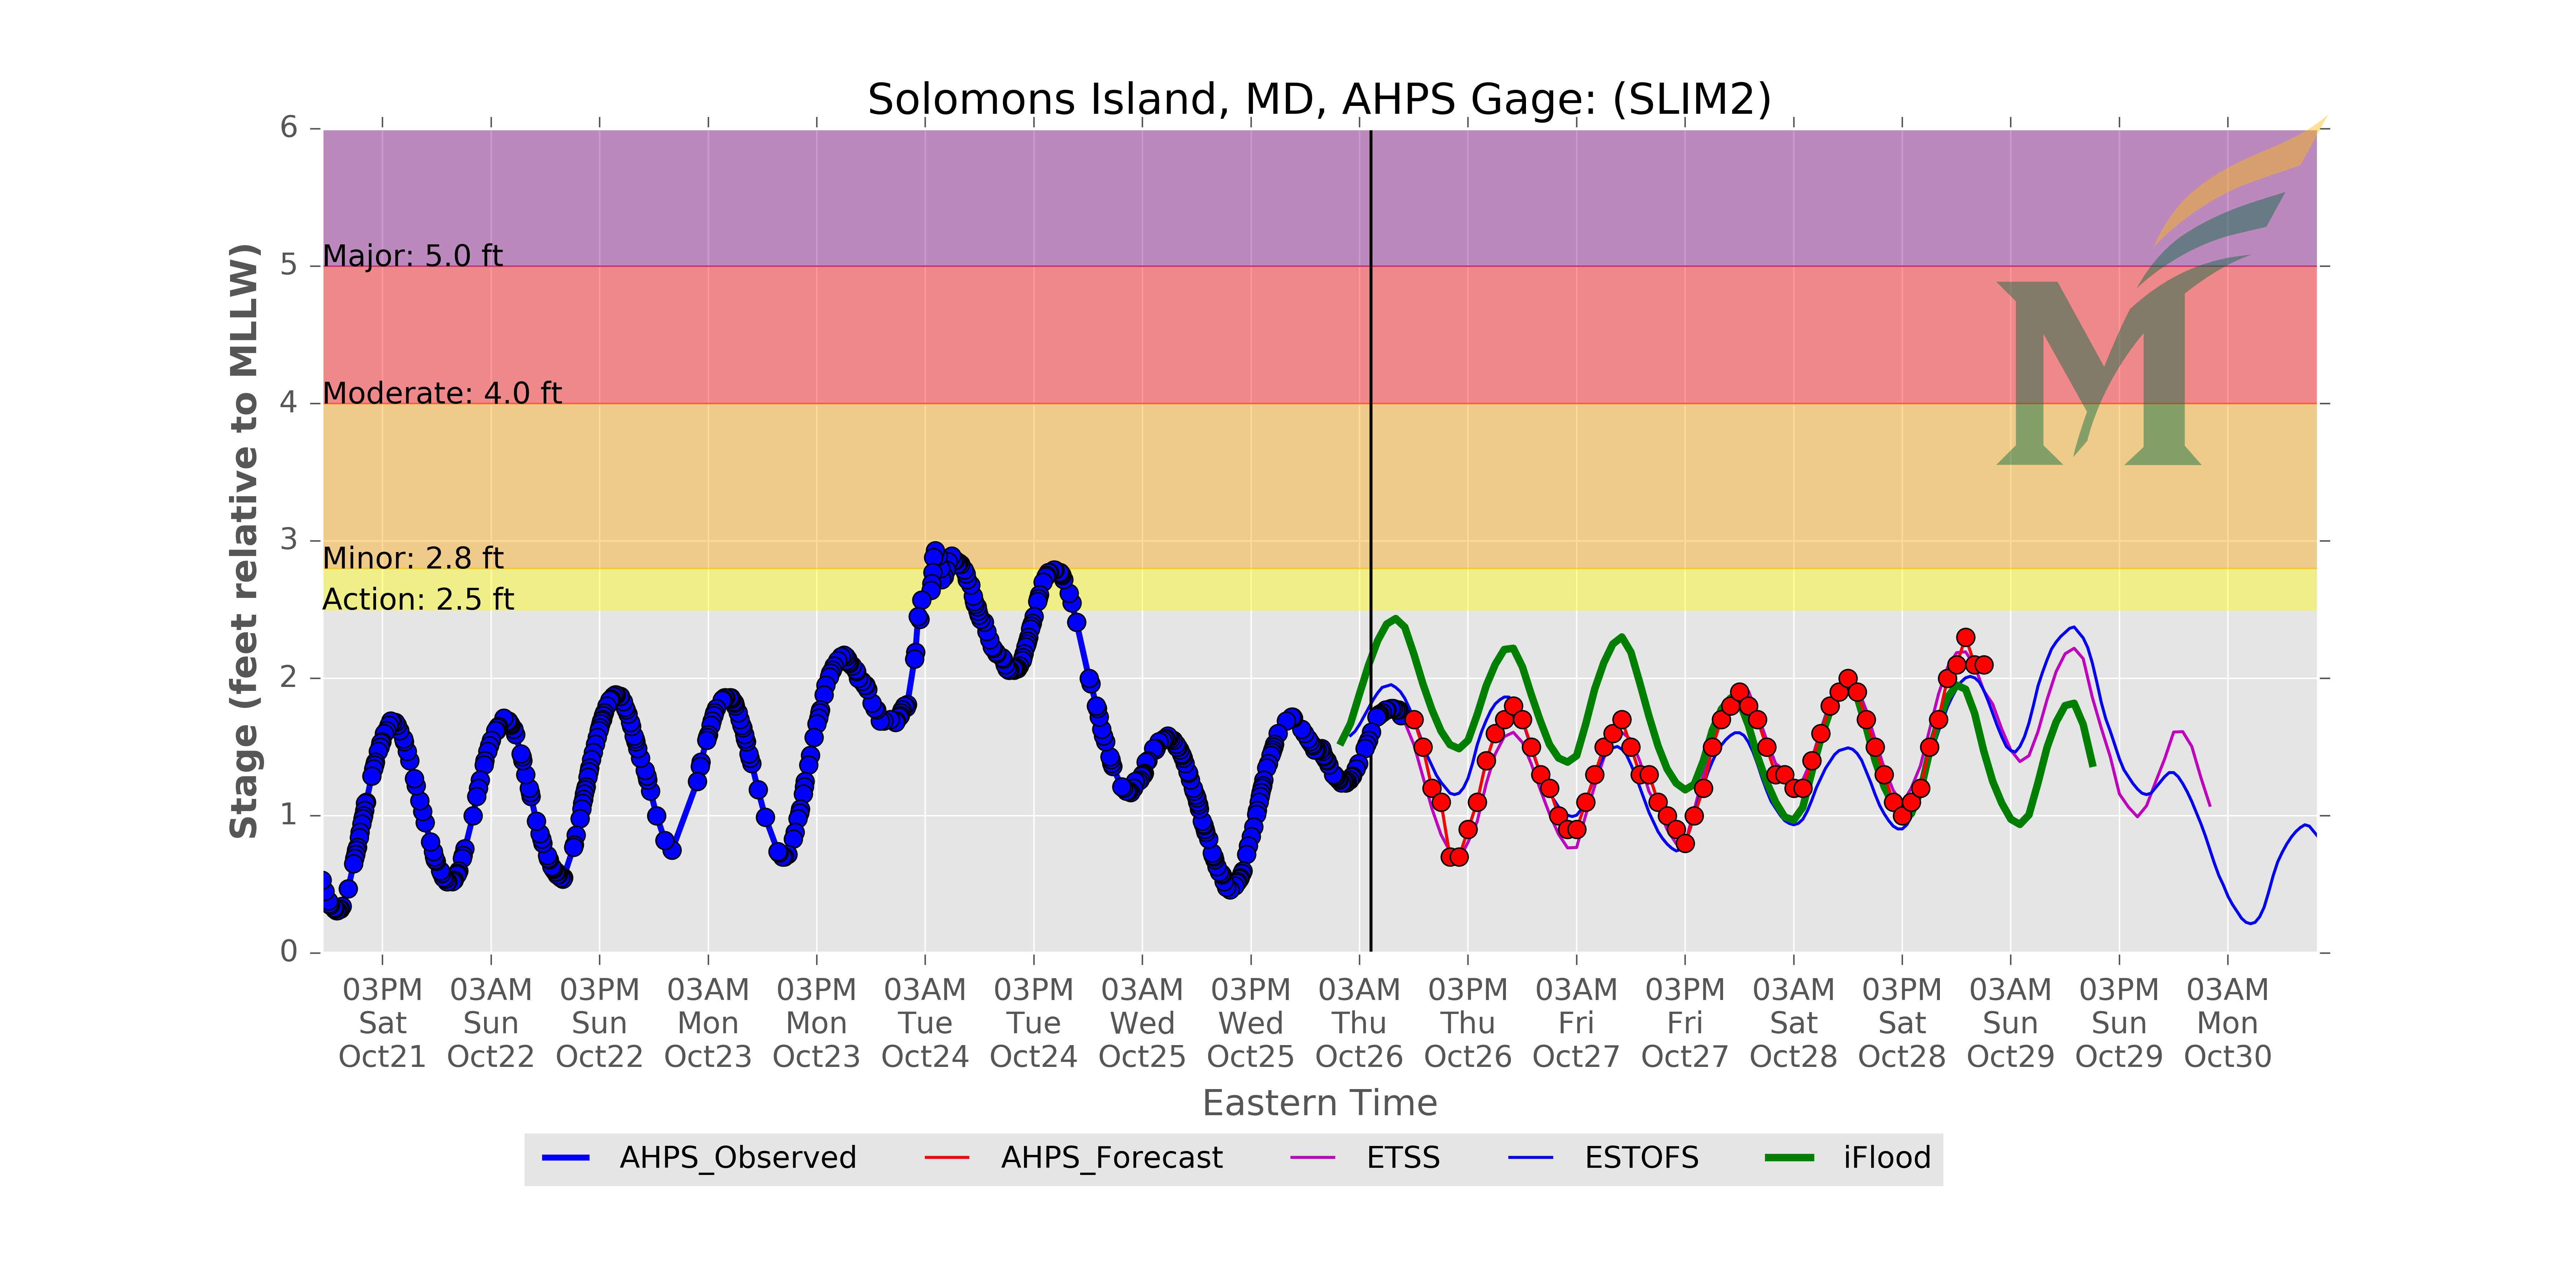 Solomons Island, MD, AHPS Gage: (SLIM2)
Stage (feet relative to MLLW)
6
5
4
3
2
1
0
Major: 5.0 ft
Moderate: 4.0 ft
Minor: 2.8 ft
Action: 2.5 ft
M
03PM 03AM 03PM 03AM 03PM 03AM 03PM 03AM 03PM 03AM 03PM 03AM 03PM 03AM 03PM 03AM 03PM 03AM
Sat Sun Sun Mon Mon Tue Tue Wed Wed Thu Thu Fri Fri Sat Sat Sun Sun Mon
Oct21 Oct22 Oct22 Oct23 Oct23 Oct24 Oct24 Oct25 Oct25 Oct26 Oct26 Oct27 Oct27 Oct28 Oct28 Oct29 Oct29 Oct30
Eastern Time
AHPS_Observed AHPS_Forecast ETSS ESTOFS iFlood